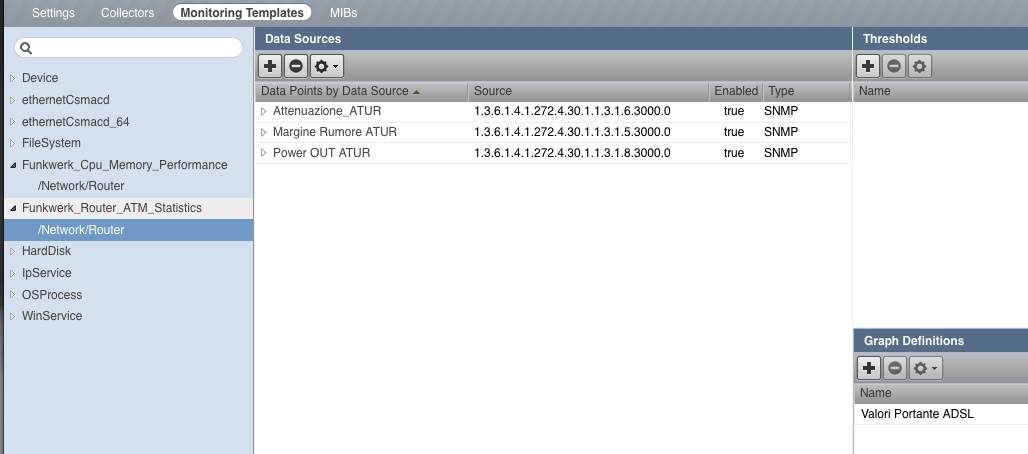 Settings Collectors Monitoring Templates MIBs
Device
ethernetCsmacd
ethernetCsmacd_64
FileSystem
Funkwerk_Cpu_Memory_Performance
/Network/Router
Funkwerk_Router_ATM_Statistics
/Network/Router
HardDisk
IpService
OSProcess
WinService
Data Sources
Data Points by Data Source Source Enabled Type
Attenuazione_ATUR 1.3.6.1.4.1.272.4.30.1.1.3.1.6.3000.0 true SNMP
Margine Rumore ATUR 1.3.6.1.4.1.272.4.30.1.1.3.1.5.3000.0 true SNMP
Power OUT ATUR 1.3.6.1.4.1.272.4.30.1.1.3.1.8.3000.0 true SNMP
Thresholds
Name
Graph Definitions
Name
Valori Portante ADSL